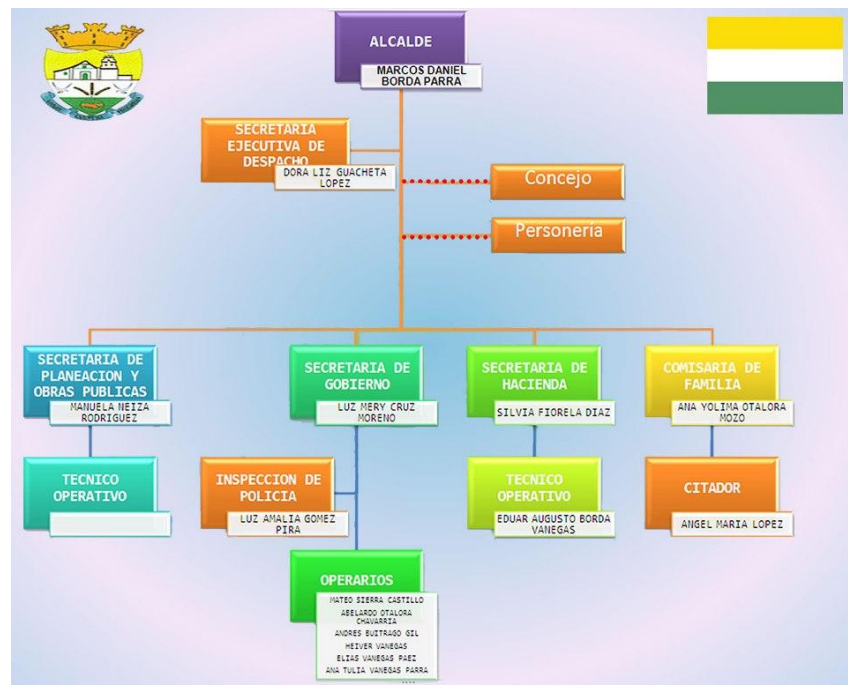 ALCALDE
MARCOS DANIEL
BORDA PARRA
SECRETARIA
EJECUTIVA DE
DESPACHO
DORA LIZ GUACHETA
LOPEZ
Concejo
Personería
SECRETARIA DE
PLANEACION Y
OBRAS PUBLICAS
MANUELA NEIZA
RODRIGUEZ
SECRETARIA DE
GOBIERNO
LUZ MERY CRUZ
MORENO
SECRETARIA DE
HACIENDA
SILVIA FIORELA DIAZ
COMISARIA DE
FAMILIA
ANA YOLIMA OTALORA
MOZO
TECNICO
OPERATIVO
INSPECCION DE
POLICIA
LUZ AMALIA GOMEZ
PIRA
TECNICO
OPERATIVO
EDUAR AUGUSTO BORDA
VANEGAS
CITADOR
ANGEL MARIA LOPEZ
OPERARIOS
MATEO SIERRA CASTILLO
ABELARDO OTALORA
CHAVARRIA
ANDRES BUITRAGO GIL
HEIVER VANEGAS
ELIAS VANEGAS PAEZ
ANA TULIA VANEGAS PARRA